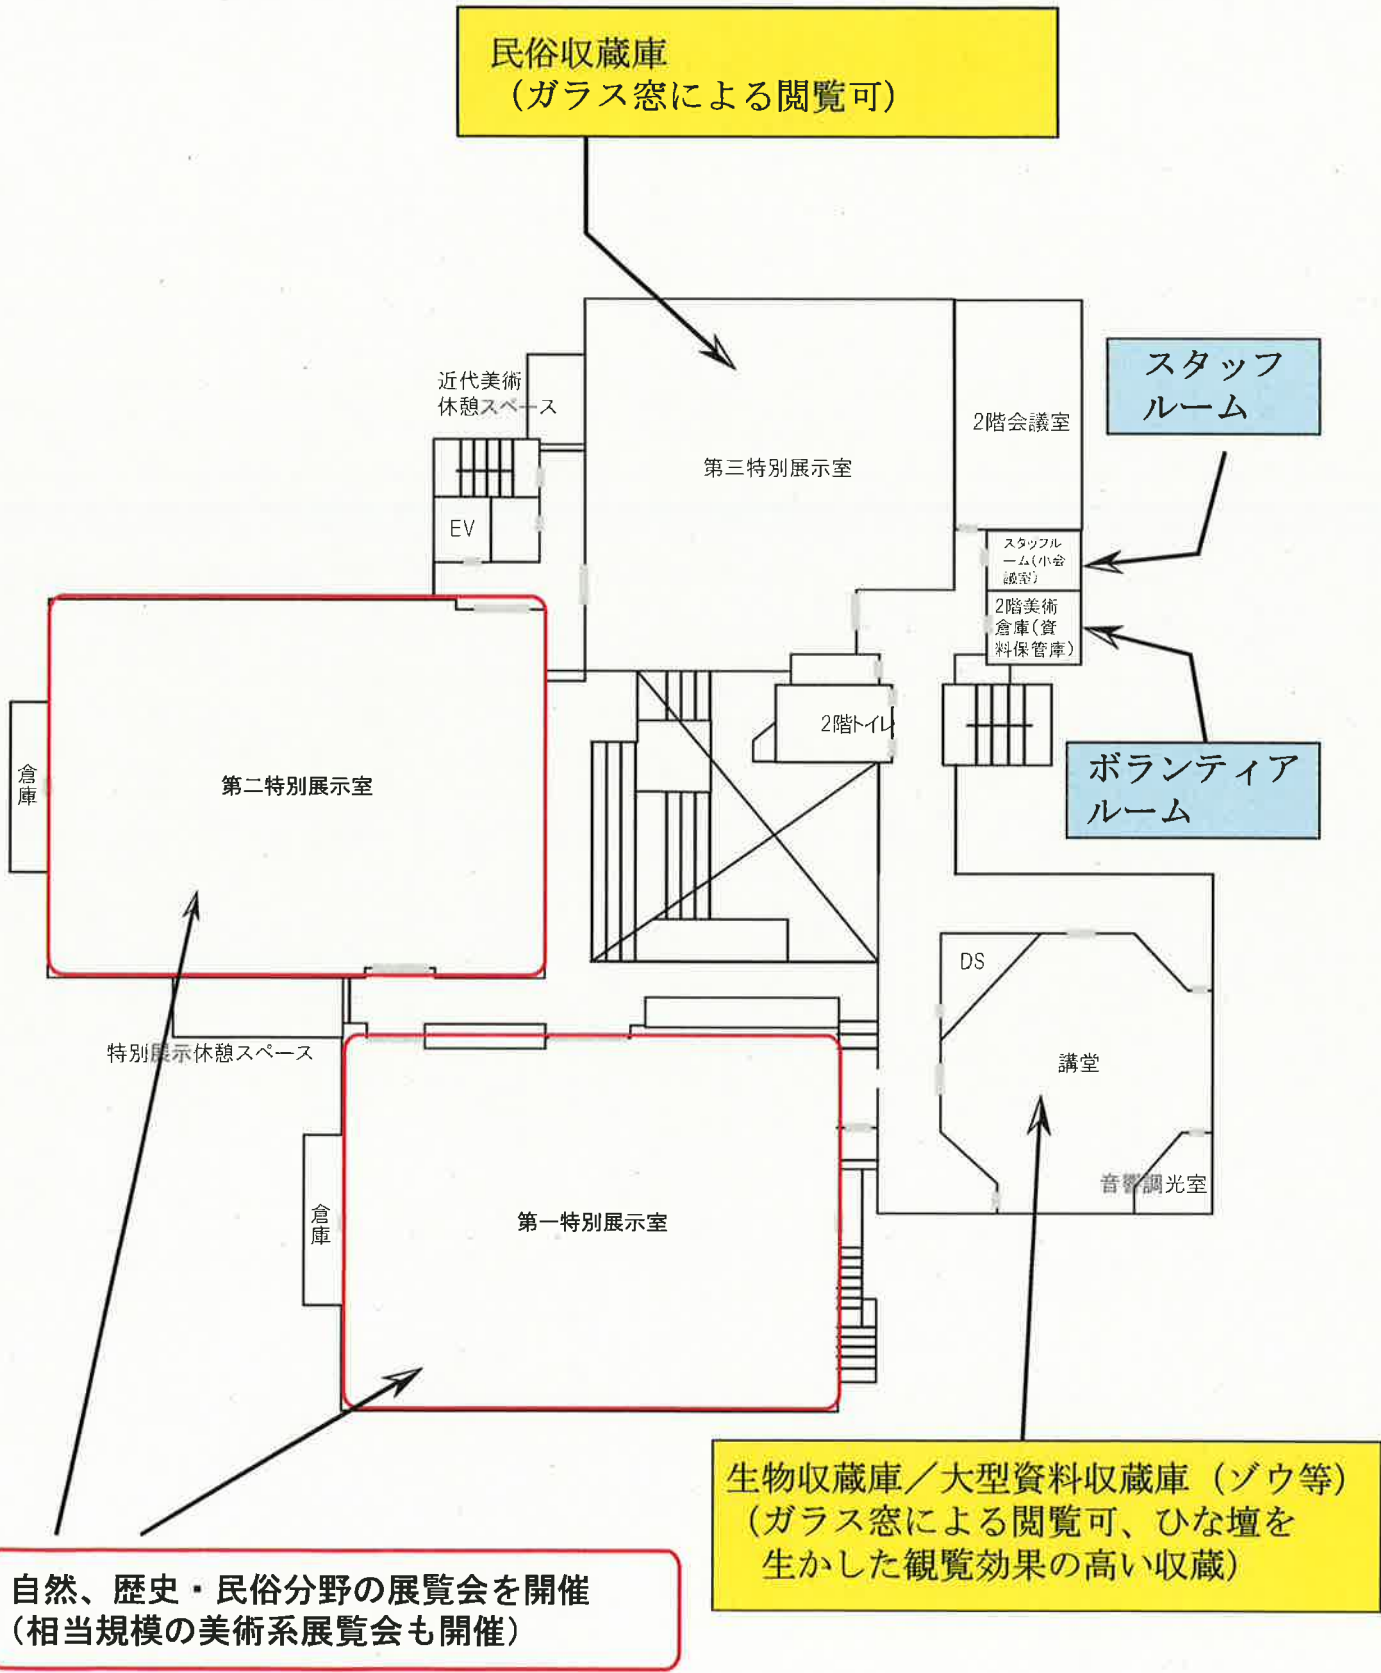 民俗収蔵庫
（ガラス窓による閲覧可）
近代美術
休憩スペース
2階会議室
スタッフ
ルーム
第三特別展示室
EV
スタッフル
ーム(小会
議室)
2階美術
倉庫(資
料保管庫)
2階トイレ
ボランティア
ルーム
倉
庫
第二特別展示室
DS
特別展示休憩スペース
講堂
音響調光室
倉
庫
第一特別展示室
生物収蔵庫／大型資料収蔵庫（ゾウ等）
（ガラス窓による閲覧可、ひな壇を
生かした観覧効果の高い収蔵）
自然、歴史・民俗分野の展覧会を開催
（相当規模の美術系展覧会も開催）